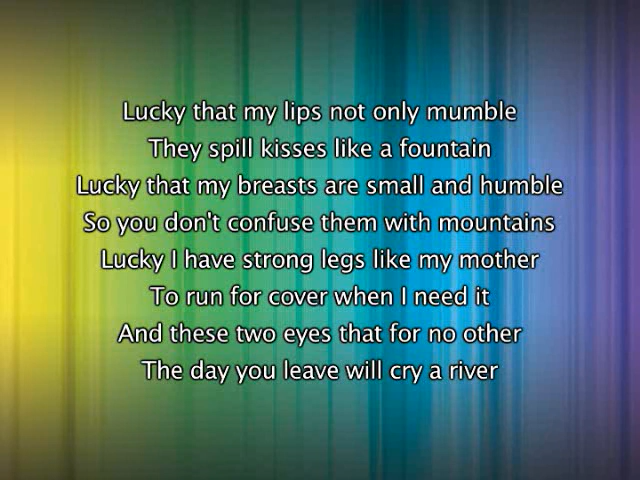 Lucky that my lips not only mumble
They spill kisses like a fountain
Lucky that my breasts are small and humble
So you don't confuse them with mountains
Lucky I have strong legs like my mother
To run for cover when I need it
And these two eyes that for no other
The day you leave will cry a river